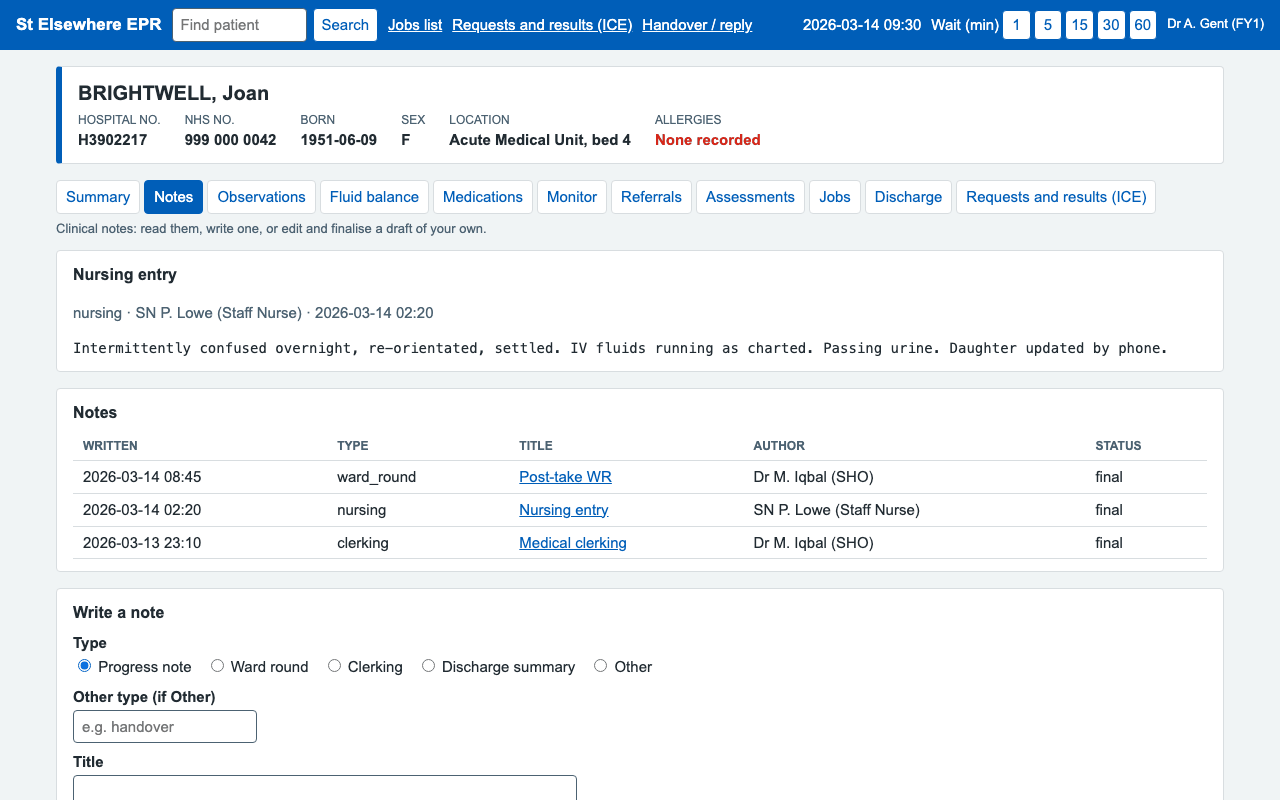 St Elsewhere EPR Find patient Search Jobs list Requests and results (ICE) Handover / reply 2026-03-14 09:30 Wait (min) 1 5 15 30 60 Dr A. Gent (FY1)
BRIGHTWELL, Joan
HOSPITAL NO. NHS NO. BORN SEX LOCATION ALLERGIES
H3902217 999 000 0042 1951-06-09 F Acute Medical Unit, bed 4 None recorded
Summary Notes Observations Fluid balance Medications Monitor Referrals Assessments Jobs Discharge Requests and results (ICE)
Clinical notes: read them, write one, or edit and finalise a draft of your own.
Nursing entry
nursing · SN P. Lowe (Staff Nurse) · 2026-03-14 02:20
Intermittently confused overnight, re-orientated, settled. IV fluids running as charted. Passing urine. Daughter updated by phone.
Notes
WRITTEN TYPE TITLE AUTHOR STATUS
2026-03-14 08:45 ward_round Post-take WR Dr M. Iqbal (SHO) final
2026-03-14 02:20 nursing Nursing entry SN P. Lowe (Staff Nurse) final
2026-03-13 23:10 clerking Medical clerking Dr M. Iqbal (SHO) final
Write a note
Type
Progress note Ward round Clerking Discharge summary Other
Other type (if Other)
e.g. handover
Title